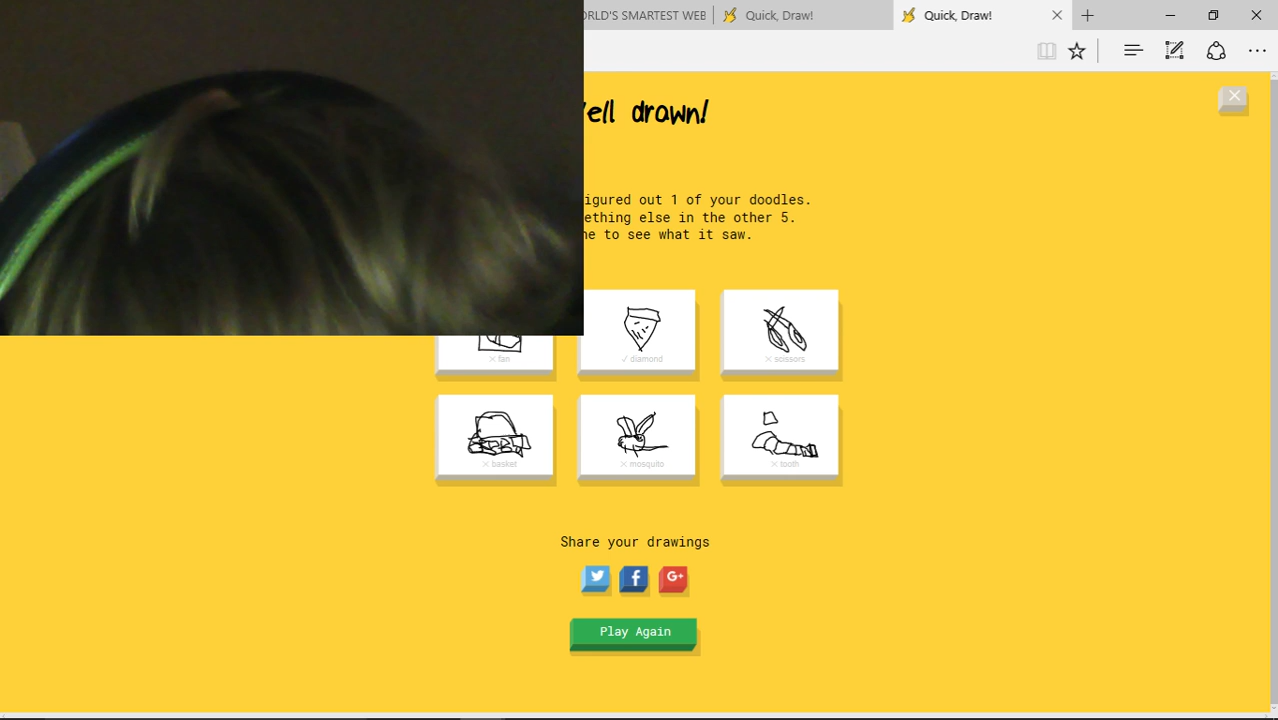 ORLD'S SMARTEST WEB
Quick, Draw!
Quick, Draw!
ell drawn!
igured out 1 of your doodles.
ething else in the other 5.
ne to see what it saw.
fan
diamond
scissors
basket
mosquito
tooth
Share your drawings
G+
Play Again